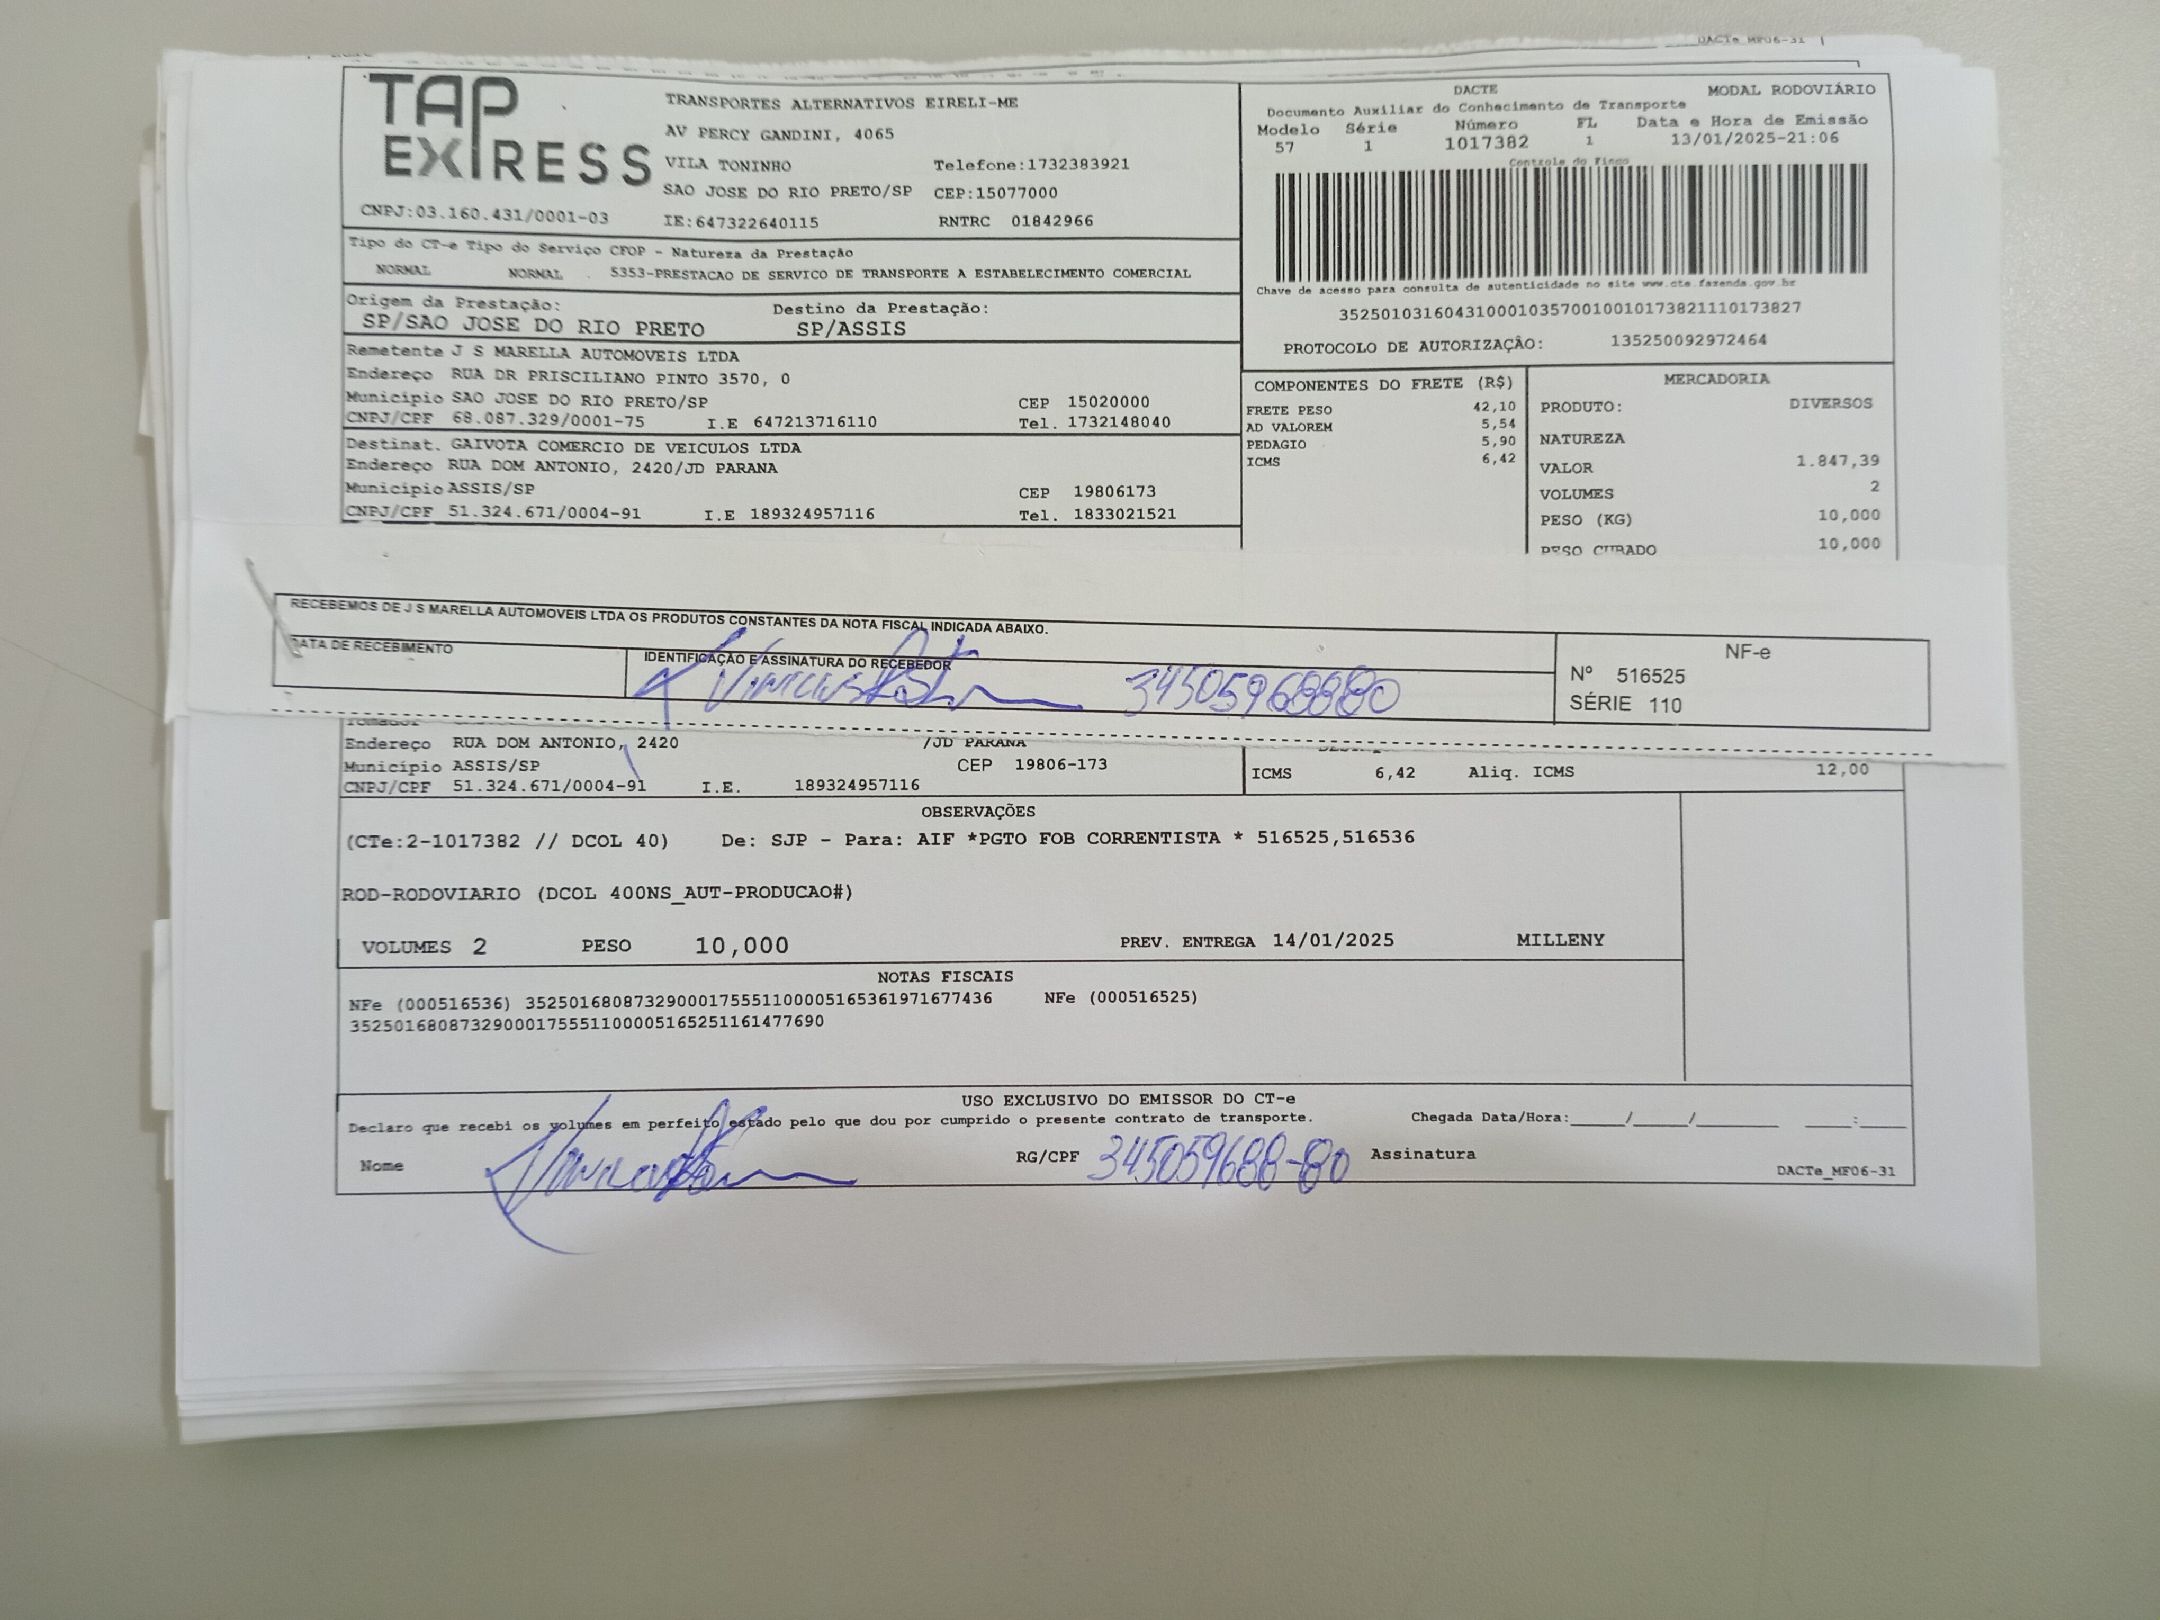 DACTe_MF06-31
TAP EXPRESS
TRANSPORTES ALTERNATIVOS EIRELI-ME
AV PERCY GANDINI, 4065
VILA TONINHO Telefone:1732383921
SAO JOSE DO RIO PRETO/SP CEP:15077000
CNPJ:03.160.431/0001-03 IE:647322640115 RNTRC 01842966
DACTE MODAL RODOVIÁRIO
Documento Auxiliar do Conhecimento de Transporte
Modelo Série Número FL Data e Hora de Emissão
57 1 1017382 1 13/01/2025-21:06
Controle do Fisco
Chave de acesso para consulta de autenticidade no site www.cte.fazenda.gov.br
35250103160431000103570010010173821110173827
PROTOCOLO DE AUTORIZAÇÃO: 135250092972464
Tipo do CT-e Tipo do Serviço CFOP - Natureza da Prestação
NORMAL NORMAL 5353-PRESTACAO DE SERVICO DE TRANSPORTE A ESTABELECIMENTO COMERCIAL
Origem da Prestação: Destino da Prestação:
SP/SAO JOSE DO RIO PRETO SP/ASSIS
Remetente J S MARELLA AUTOMOVEIS LTDA
Endereço RUA DR PRISCILIANO PINTO 3570, 0
Município SAO JOSE DO RIO PRETO/SP CEP 15020000
CNPJ/CPF 68.087.329/0001-75 I.E 647213716110 Tel. 1732148040
Destinat. GAIVOTA COMERCIO DE VEICULOS LTDA
Endereço RUA DOM ANTONIO, 2420/JD PARANA
Município ASSIS/SP CEP 19806173
CNPJ/CPF 51.324.671/0004-91 I.E 189324957116 Tel. 1833021521
COMPONENTES DO FRETE (R$)
FRETE PESO 42,10
AD VALOREM 5,54
PEDAGIO 5,90
ICMS 6,42
MERCADORIA
PRODUTO: DIVERSOS
NATUREZA
VALOR 1.847,39
VOLUMES 2
PESO (KG) 10,000
PESO CUBADO 10,000
RECEBEMOS DE J S MARELLA AUTOMOVEIS LTDA OS PRODUTOS CONSTANTES DA NOTA FISCAL INDICADA ABAIXO.
DATA DE RECEBIMENTO IDENTIFICAÇÃO E ASSINATURA DO RECEBEDOR
34505968880
NF-e
Nº 516525
SÉRIE 110
Tomador
Endereço RUA DOM ANTONIO, 2420 /JD PARANA
Município ASSIS/SP CEP 19806-173
CNPJ/CPF 51.324.671/0004-91 I.E. 189324957116
ICMS 6,42 Aliq. ICMS 12,00
OBSERVAÇÕES
(CTe:2-1017382 // DCOL 40) De: SJP - Para: AIF *PGTO FOB CORRENTISTA * 516525,516536
ROD-RODOVIARIO (DCOL 400NS_AUT-PRODUCAO#)
VOLUMES 2 PESO 10,000 PREV. ENTREGA 14/01/2025 MILLENY
NOTAS FISCAIS
NFe (000516536) 35250168087329000175551100005165361971677436 NFe (000516525)
35250168087329000175551100005165251161477690
USO EXCLUSIVO DO EMISSOR DO CT-e
Declaro que recebi os volumes em perfeito estado pelo que dou por cumprido o presente contrato de transporte. Chegada Data/Hora:_____/_____/________ ____:____
Nome RG/CPF 345059688-80 Assinatura
DACTe_MF06-31